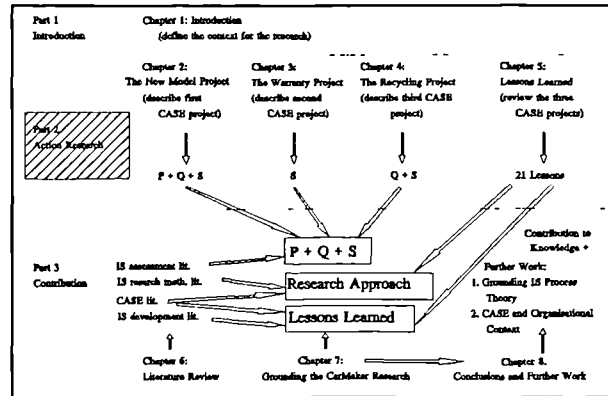 Part 1
Introduction
Chapter 1: Introduction
(define the context for the research)
Chapter 2:
The New Model Project
(describe first
CASE project)
Chapter 3:
The Warranty Project
(describe second
CASE project)
Chapter 4:
The Recycling Project
(describe third CASE
project)
Chapter 5:
Lessons Learned
(review the three
CASE projects)
Part 2
Action Research
P + Q + S
S
Q + S
21 Lessons
P + Q + S
Research Approach
Lessons Learned
Part 3
Contribution
IS assessment lit.
IS research meth. lit.
CASE lit.
IS development lit.
Contribution to
Knowledge +
Further Work:
1. Grounding IS Process
Theory
2. CASE and Organisational
Context
Chapter 6:
Literature Review
Chapter 7:
Grounding the CarMaker Research
Chapter 8.
Conclusions and Further Work